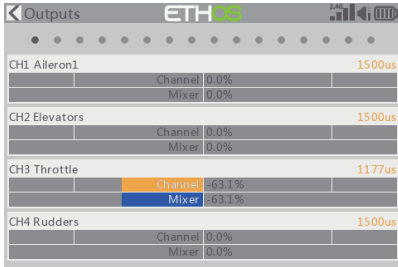 Outputs ETHOS 2.4G
CH1 Aileron1 1500us
Channel 0.0%
Mixer 0.0%
CH2 Elevators 1500us
Channel 0.0%
Mixer 0.0%
CH3 Throttle 1177us
Channel -63.1%
Mixer -63.1%
CH4 Rudders 1500us
Channel 0.0%
Mixer 0.0%